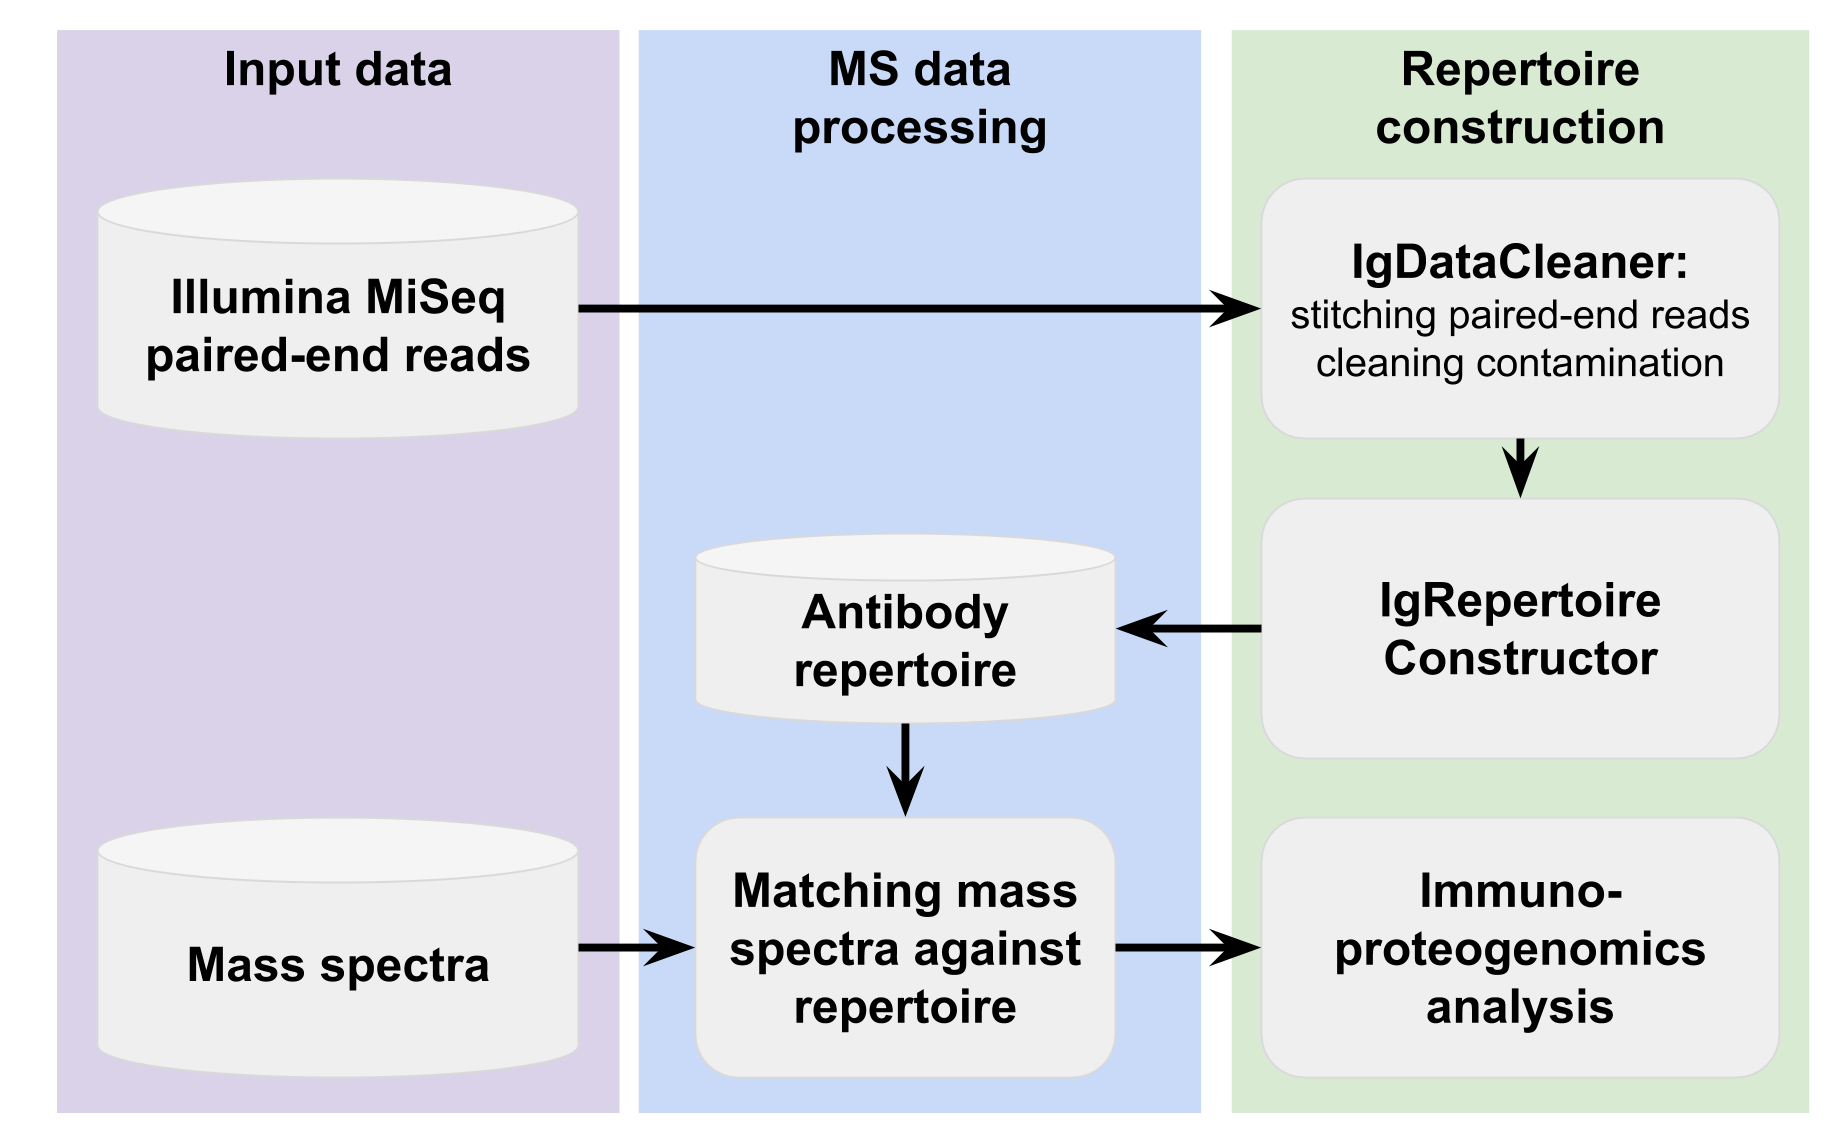 Input data
MS data
processing
Repertoire
construction
Illumina MiSeq
paired-end reads
IgDataCleaner:
stitching paired-end reads
cleaning contamination
Antibody
repertoire
IgRepertoire
Constructor
Mass spectra
Matching mass
spectra against
repertoire
Immuno-
proteogenomics
analysis